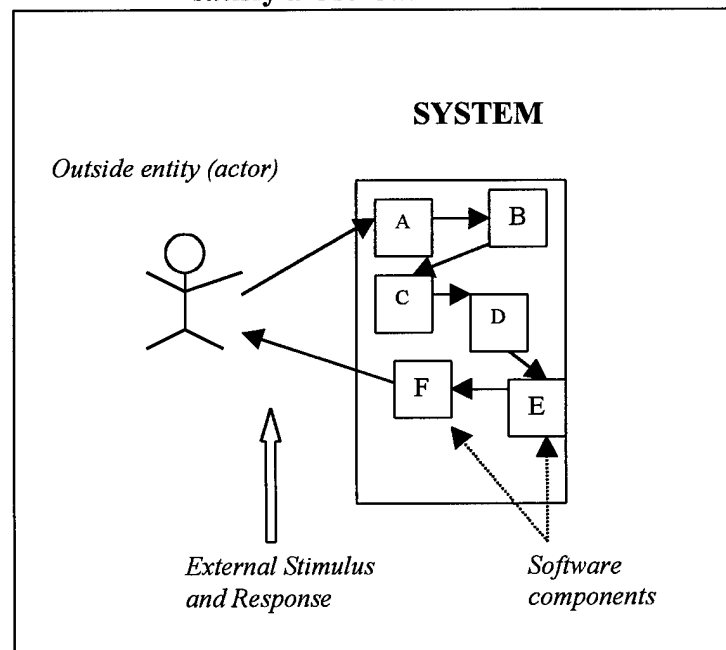 SYSTEM
Outside entity (actor)
A
B
C
D
F
E
External Stimulus
and Response
Software
components